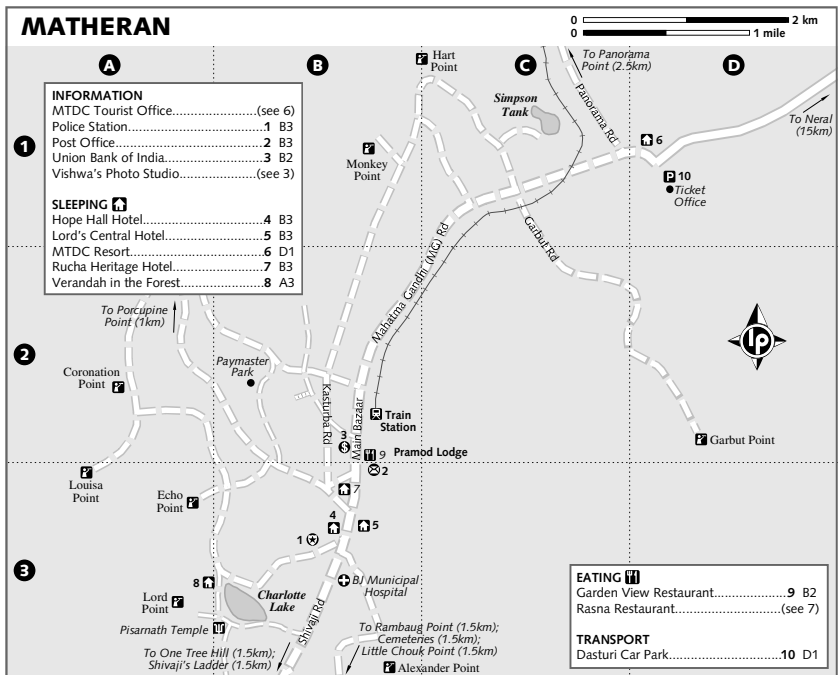 MATHERAN
0 2 km
0 1 mile
A
B
C
D
To Panorama
Point (2.5km)
Hart
Point
Simpson
Tank
Panorama Rd
To Neral
(15km)
INFORMATION
MTDC Tourist Office.......................(see 6)
Police Station...............................1 B3
Post Office...................................2 B3
Union Bank of India.......................3 B2
Vishwa's Photo Studio...................(see 3)
SLEEPING
Hope Hall Hotel............................4 B3
Lord's Central Hotel......................5 B3
MTDC Resort................................6 D1
Rucha Heritage Hotel.....................7 B3
Verandah in the Forest...................8 A3
1
6
Monkey
Point
P 10
Ticket
Office
Garbut Rd
Mahatma Gandhi (MG) Rd
To Porcupine
Point (1km)
lp
2
Paymaster
Park
Coronation
Point
Kasturba Rd
Main Bazaar
Train
Station
3
$
9 Pramod Lodge
2
Garbut Point
Louisa
Point
Echo
Point
7
4
5
1
3
8
BJ Municipal
Hospital
Charlotte
Lake
Lord
Point
Shivaji Rd
Pisarnath Temple
To One Tree Hill (1.5km);
Shivaji's Ladder (1.5km)
To Rambaug Point (1.5km);
Cemeteries (1.5km);
Little Chouk Point (1.5km)
Alexander Point
EATING
Garden View Restaurant..................9 B2
Rasna Restaurant..........................(see 7)
TRANSPORT
Dasturi Car Park............................10 D1